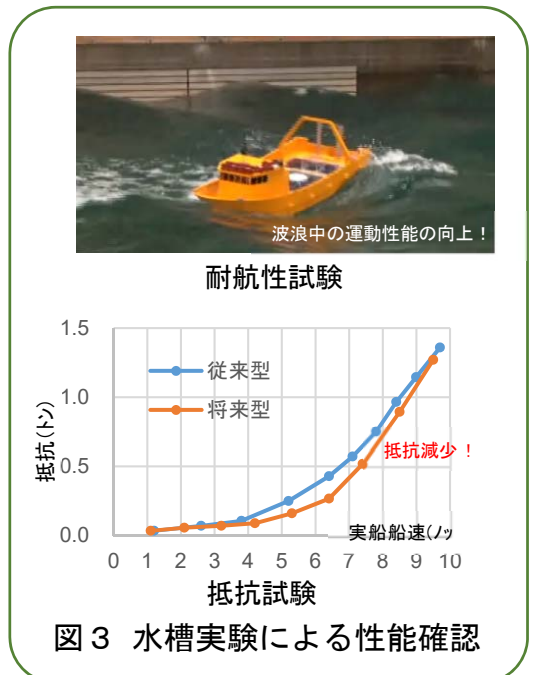 波浪中の運動性能の向上！
耐航性試験
1.5
1.0
0.5
0.0
抵抗(トン)
従来型
将来型
抵抗減少！
実船船速(ノッ
0 1 2 3 4 5 6 7 8 9 10
抵抗試験
図３ 水槽実験による性能確認